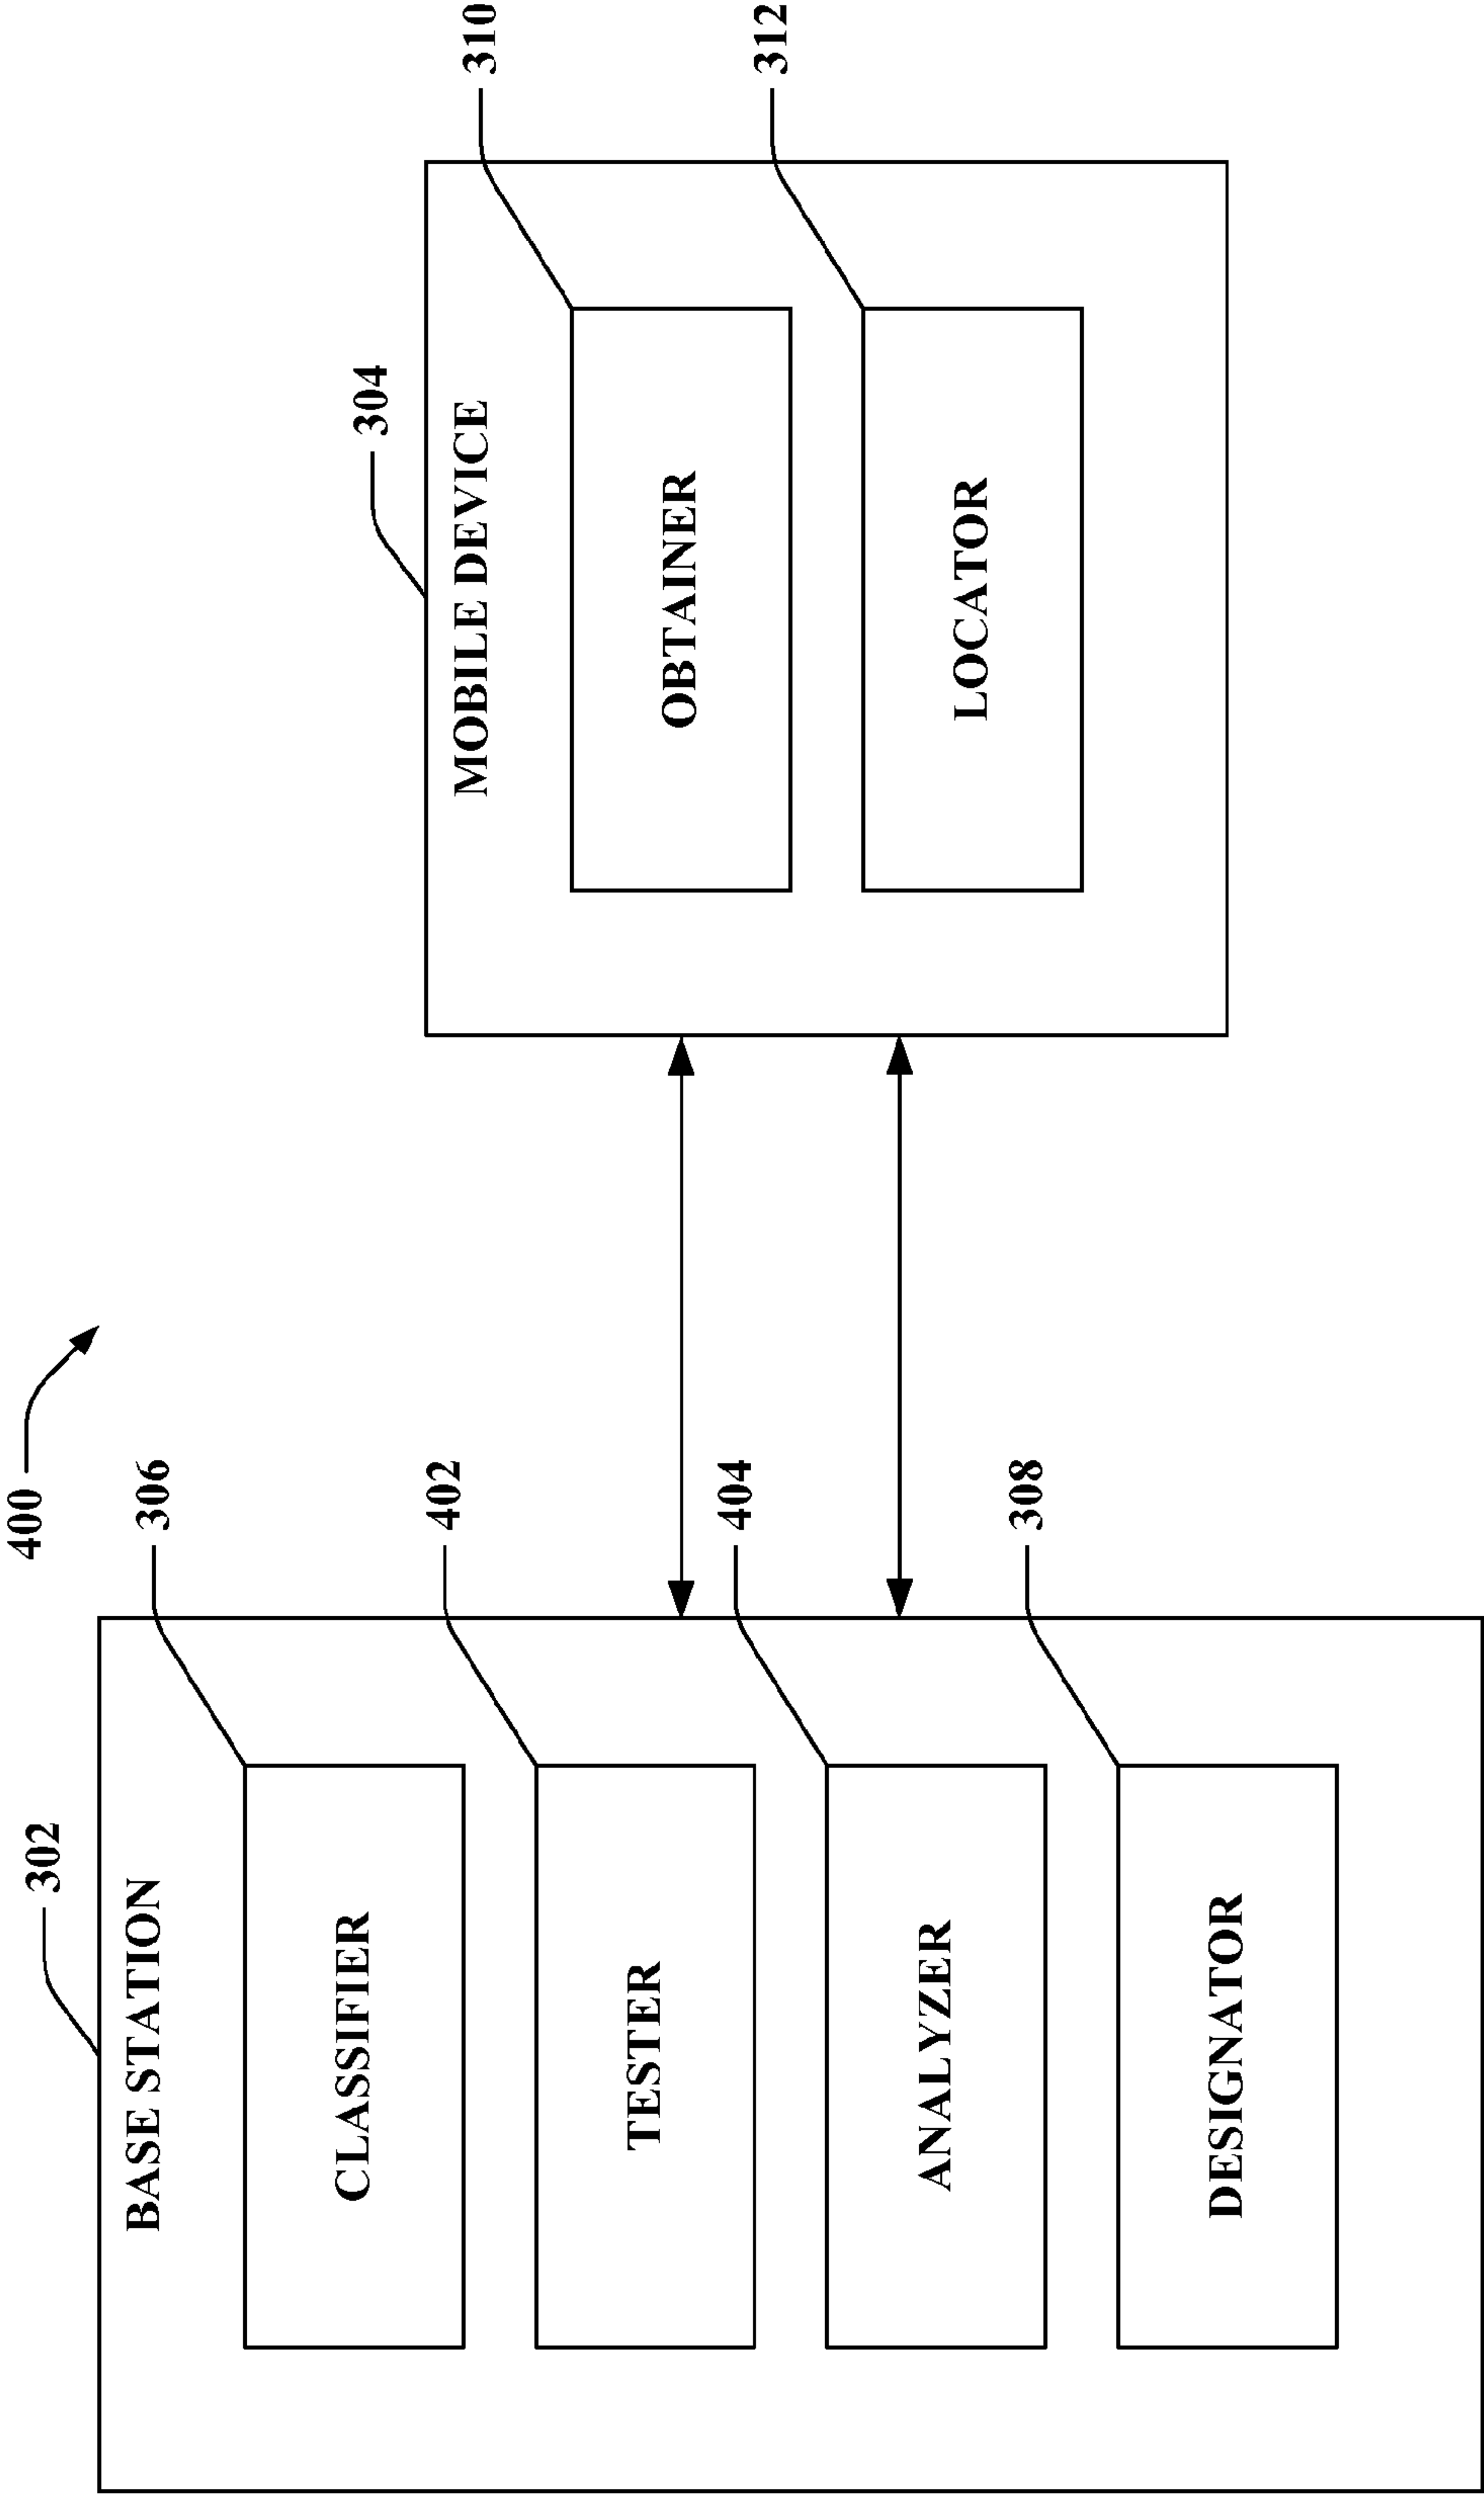 400
302
BASE STATION
306
CLASSIFIER
402
TESTER
404
ANALYZER
308
DESIGNATOR
304
MOBILE DEVICE
310
OBTAINER
312
LOCATOR